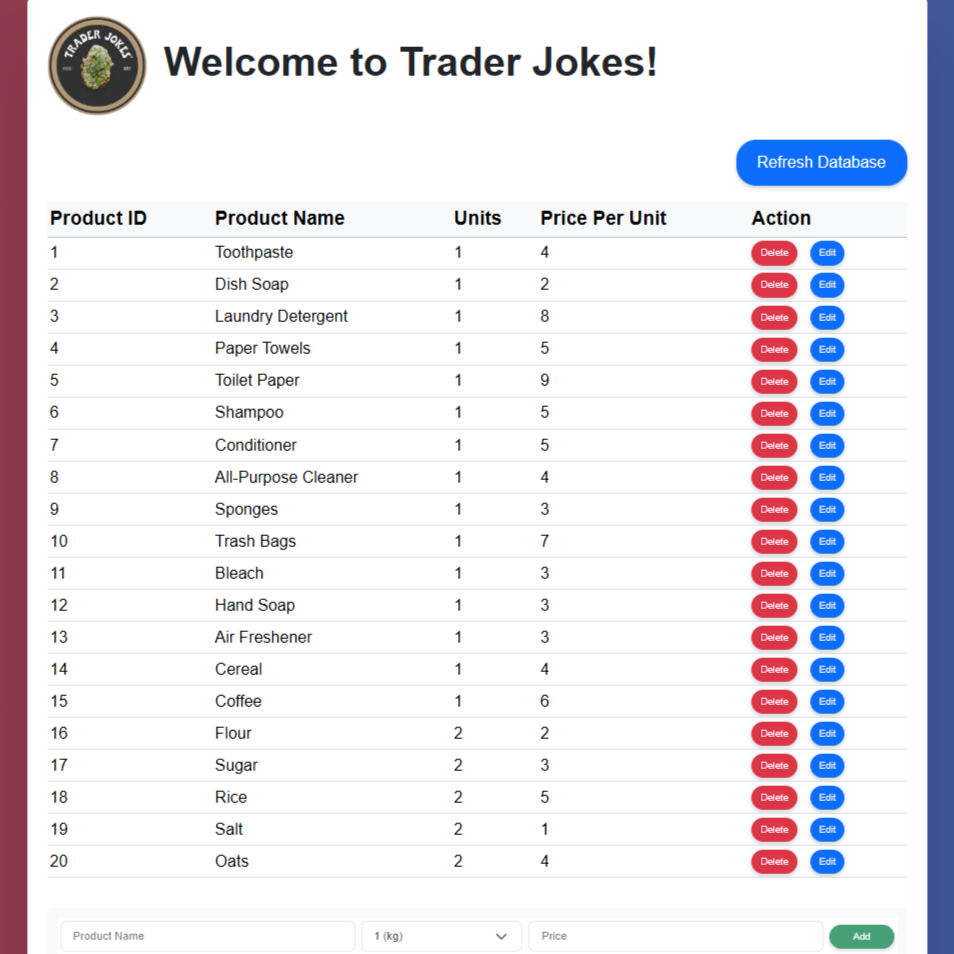 TRADER JOKES
Welcome to Trader Jokes!
Refresh Database
Product ID Product Name Units Price Per Unit Action
1 Toothpaste 1 4 Delete Edit
2 Dish Soap 1 2 Delete Edit
3 Laundry Detergent 1 8 Delete Edit
4 Paper Towels 1 5 Delete Edit
5 Toilet Paper 1 9 Delete Edit
6 Shampoo 1 5 Delete Edit
7 Conditioner 1 5 Delete Edit
8 All-Purpose Cleaner 1 4 Delete Edit
9 Sponges 1 3 Delete Edit
10 Trash Bags 1 7 Delete Edit
11 Bleach 1 3 Delete Edit
12 Hand Soap 1 3 Delete Edit
13 Air Freshener 1 3 Delete Edit
14 Cereal 1 4 Delete Edit
15 Coffee 1 6 Delete Edit
16 Flour 2 2 Delete Edit
17 Sugar 2 3 Delete Edit
18 Rice 2 5 Delete Edit
19 Salt 2 1 Delete Edit
20 Oats 2 4 Delete Edit
Product Name 1 (kg) Price Add